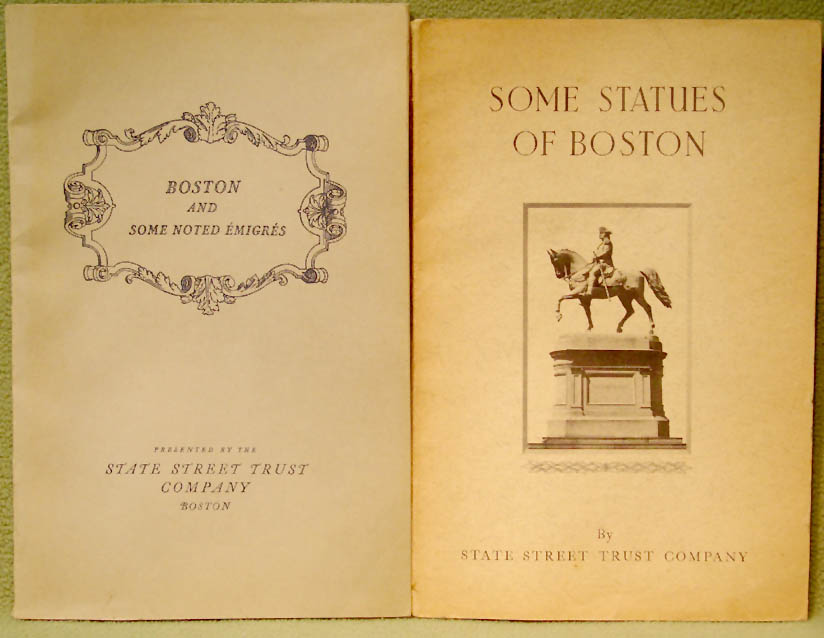 BOSTON
AND
SOME NOTED ÉMIGRÉS
PRESENTED BY THE
STATE STREET TRUST
COMPANY
BOSTON
SOME STATUES
OF BOSTON
By
STATE STREET TRUST COMPANY